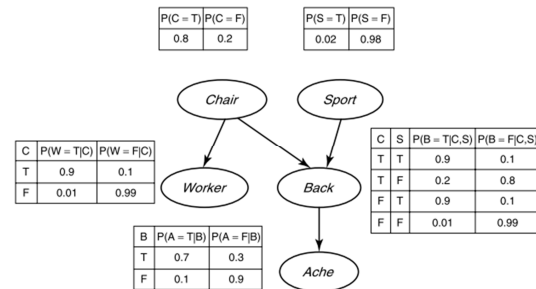 P(C = T) P(C = F)
0.8 0.2
P(S = T) P(S = F)
0.02 0.98
Chair
Sport
C P(W = T|C) P(W = F|C)
T 0.9 0.1
F 0.01 0.99
Worker
Back
C S P(B = T|C,S) P(B = F|C,S)
T T 0.9 0.1
T F 0.2 0.8
F T 0.9 0.1
F F 0.01 0.99
B P(A = T|B) P(A = F|B)
T 0.7 0.3
F 0.1 0.9
Ache